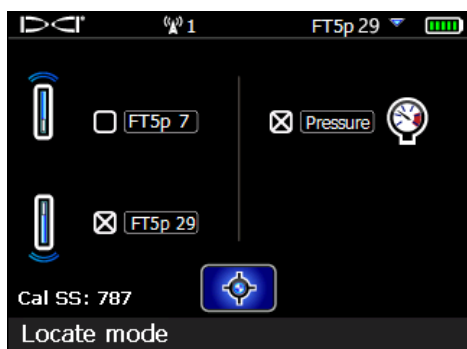 DCI 1 FT5p 29
FT5p 7 Pressure
FT5p 29
Cal SS: 787
Locate mode